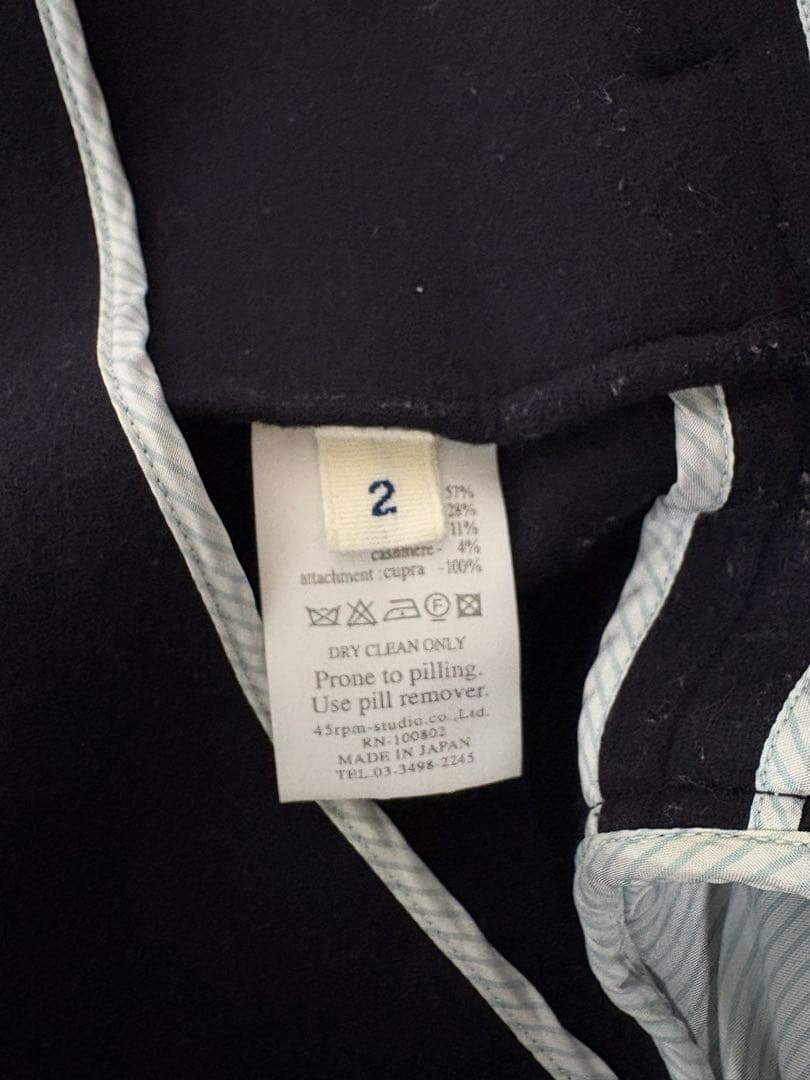 2
57%
28%
11%
cashmere - 4%
attachment :cupra -100%
F
DRY CLEAN ONLY
Prone to pilling.
Use pill remover.
45rpm-studio co.,Ltd.
RN-100802
MADE IN JAPAN
TEL.03-3498-2245